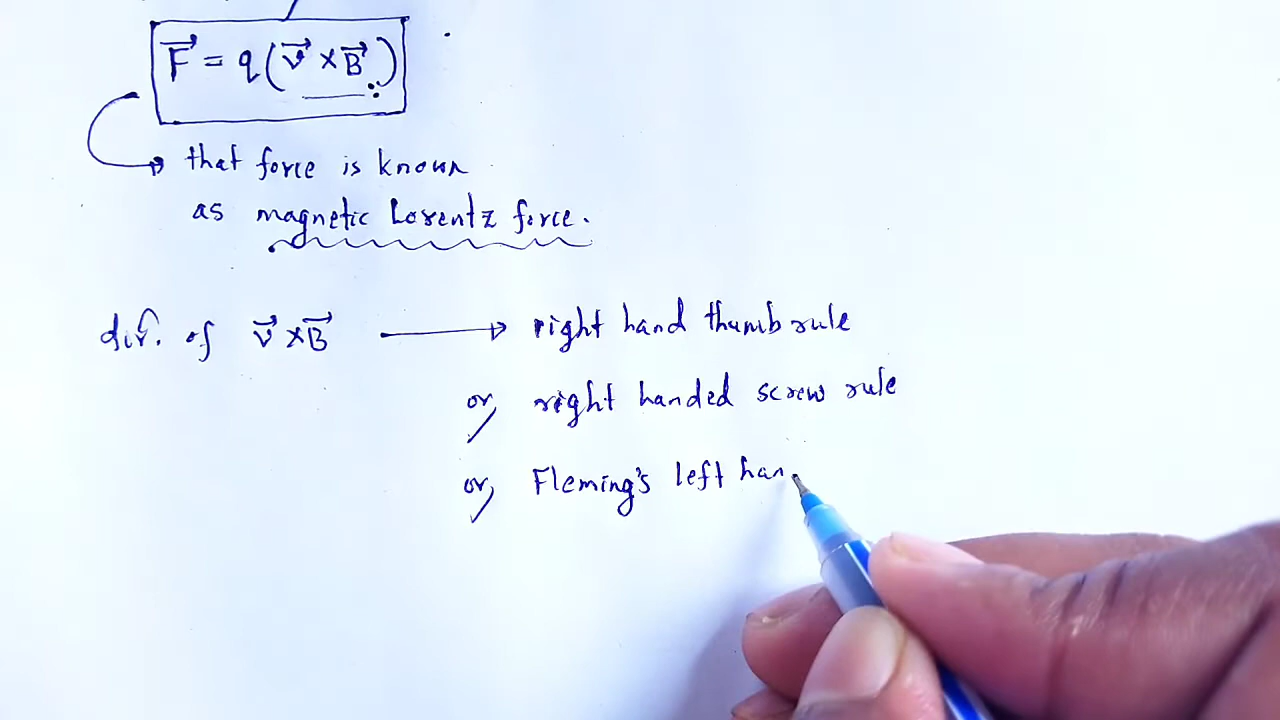 F⃗ = q(v⃗ × B⃗)
that force is known
as magnetic Lorentz force.
dir. of v⃗ × B⃗ → right hand thumb rule
or, right handed screw rule
or, Fleming's left han